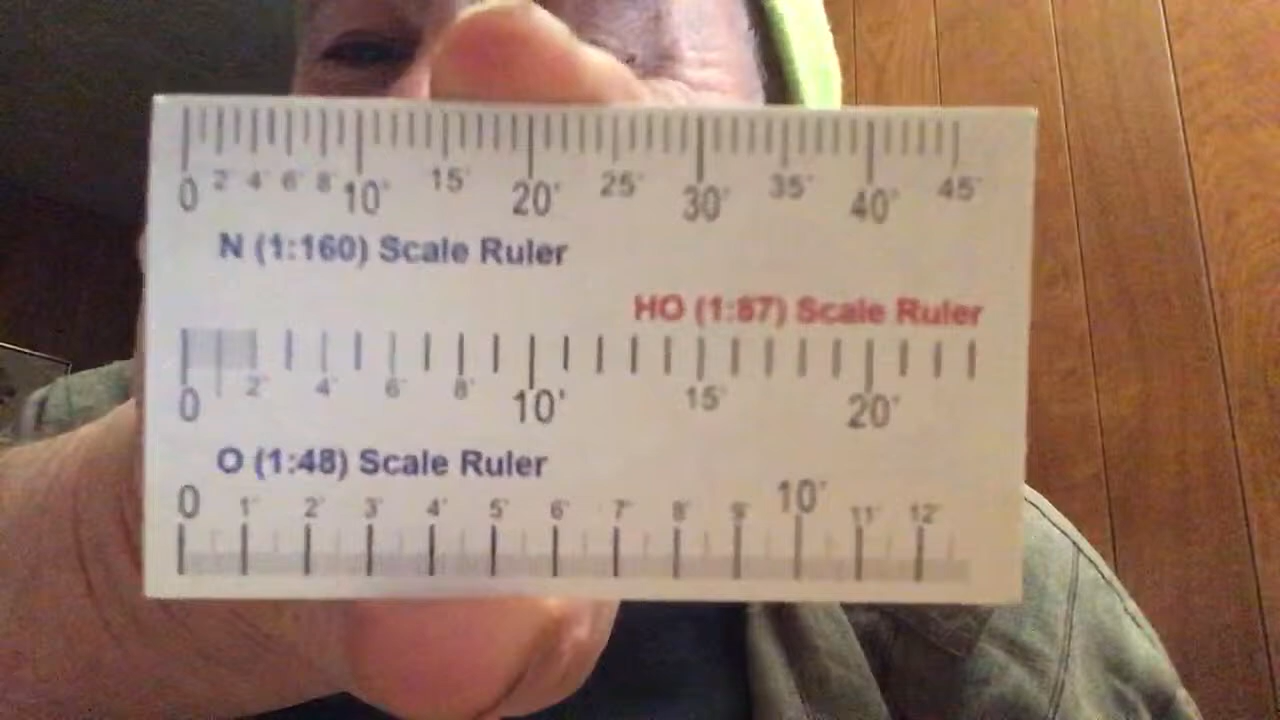 0 2' 4' 6' 8' 10' 15' 20' 25' 30' 35' 40' 45'
N (1:160) Scale Ruler
HO (1:87) Scale Ruler
0 2' 4' 6' 8' 10' 15' 20'
O (1:48) Scale Ruler
0 1' 2' 3' 4' 5' 6' 7' 8' 9' 10' 11' 12'